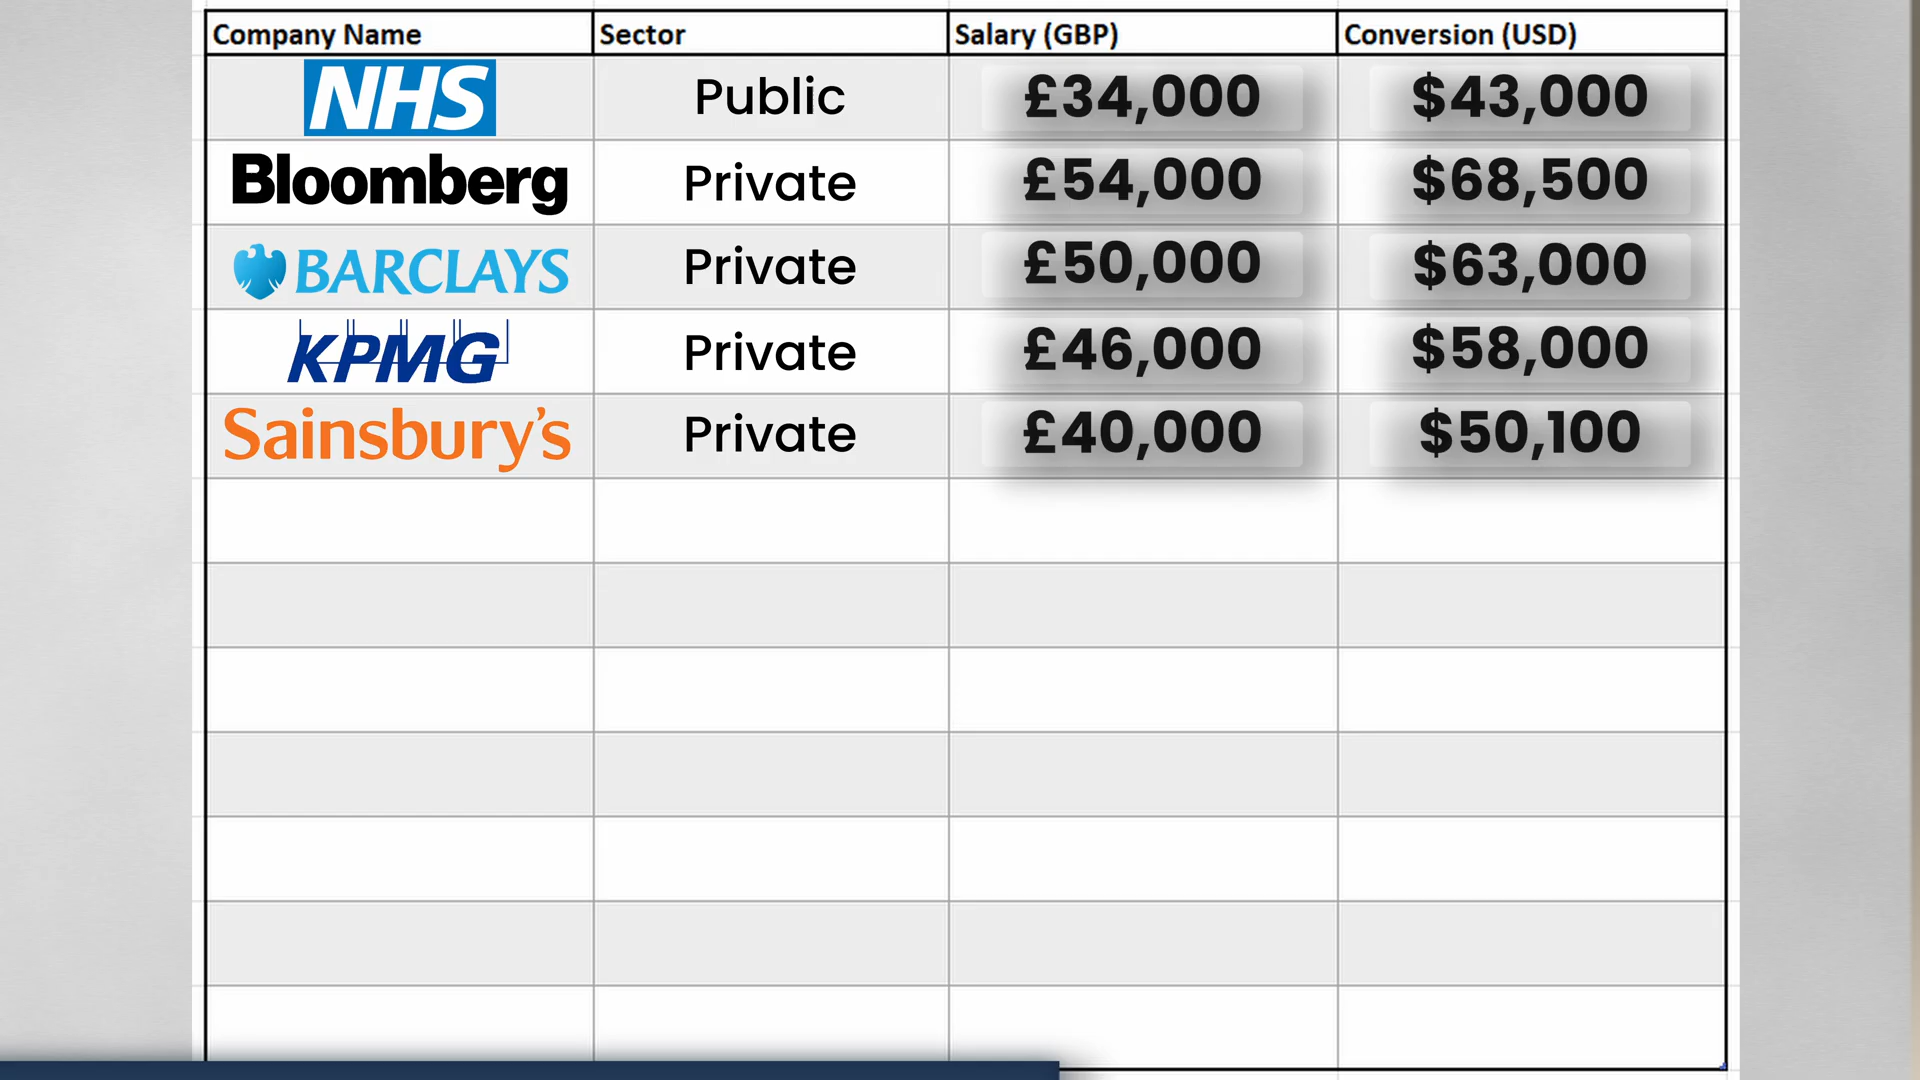 Company Name Sector Salary (GBP) Conversion (USD)
NHS Public £34,000 $43,000
Bloomberg Private £54,000 $68,500
BARCLAYS Private £50,000 $63,000
KPMG Private £46,000 $58,000
Sainsbury's Private £40,000 $50,100